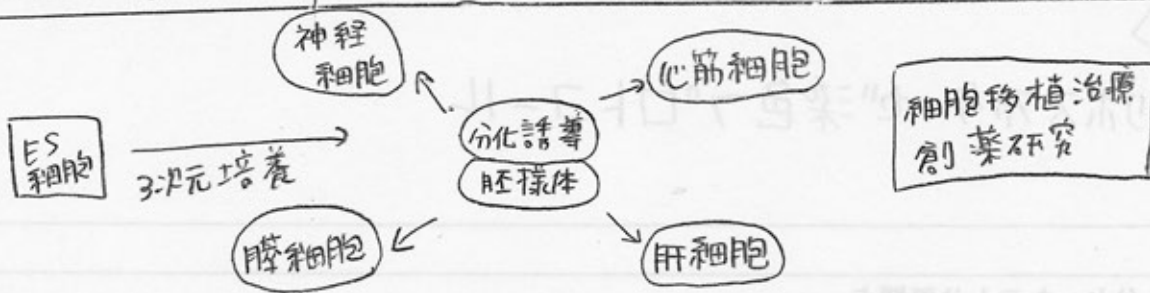 神経
細胞
心筋細胞
ES
細胞
3次元培養
分化誘導
胚様体
細胞移植治療
創薬研究
膵細胞
肝細胞